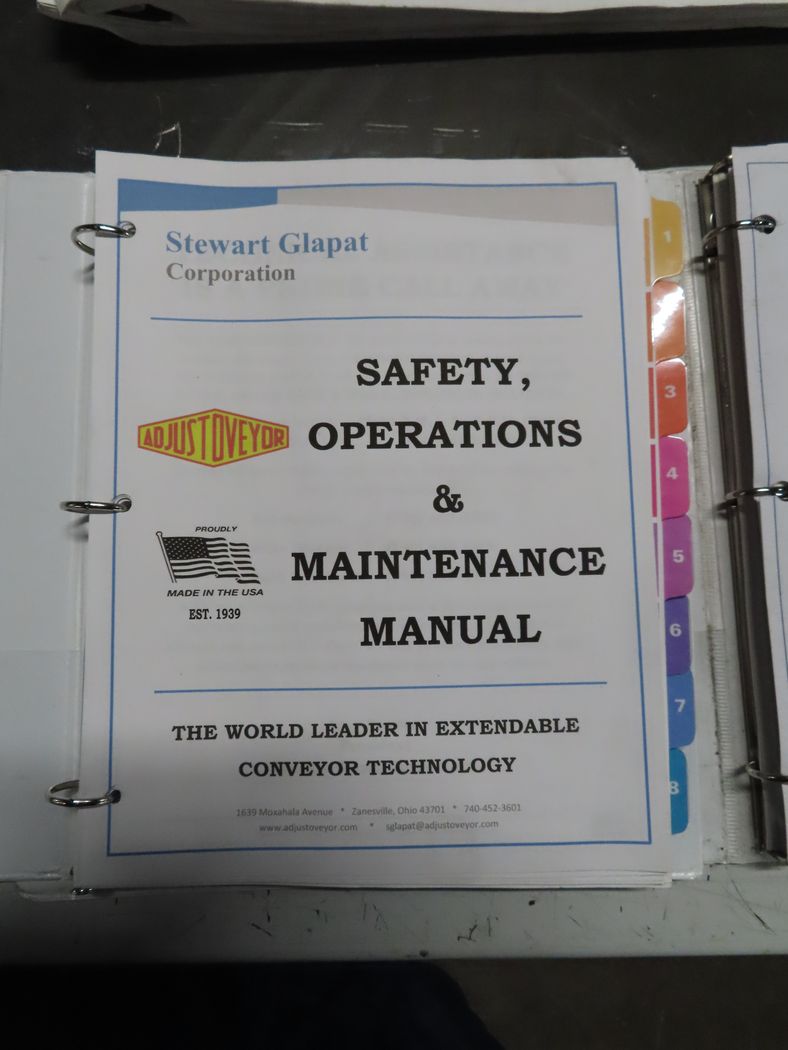 Stewart Glapat
Corporation
SAFETY,
OPERATIONS
&
MAINTENANCE
MANUAL
ADJUSTOVEYOR
PROUDLY
MADE IN THE USA
EST. 1939
THE WORLD LEADER IN EXTENDABLE
CONVEYOR TECHNOLOGY
1639 Moxahala Avenue * Zanesville, Ohio 43701 * 740-452-3601
www.adjustoveyor.com * sglapat@adjustoveyor.com
1
3
4
5
6
7
8